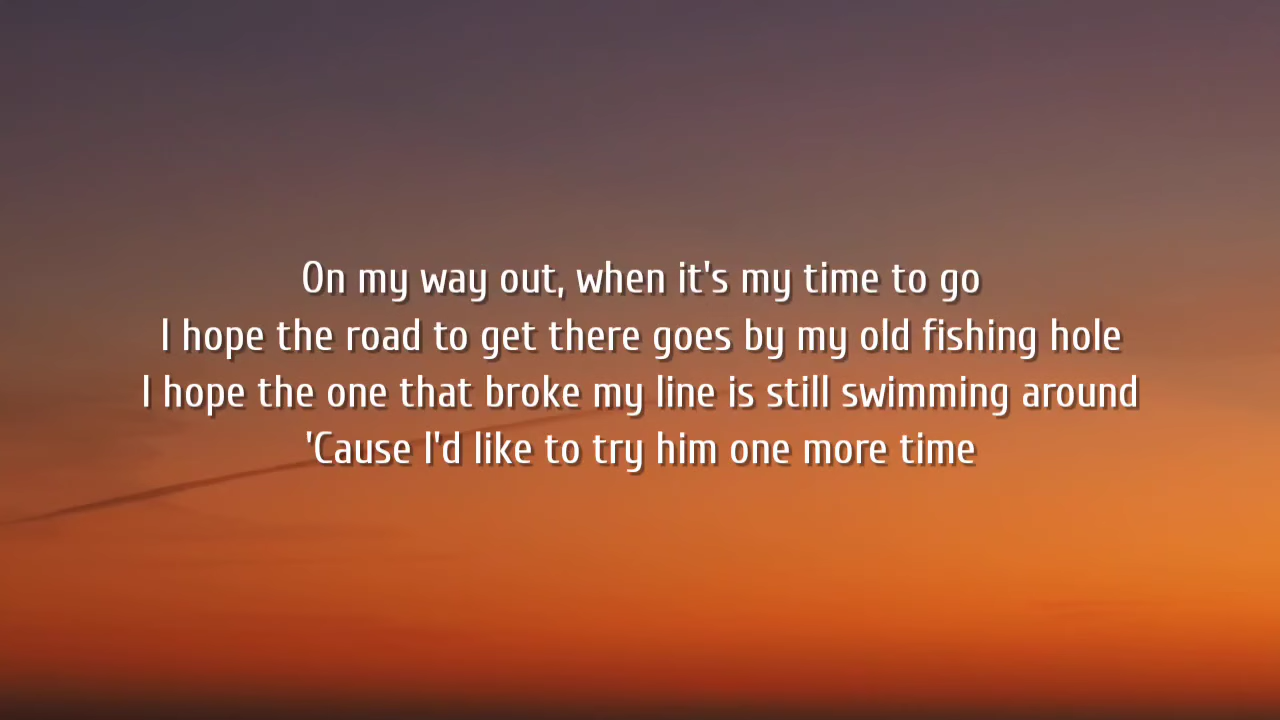 On my way out, when it's my time to go
I hope the road to get there goes by my old fishing hole
I hope the one that broke my line is still swimming around
'Cause I'd like to try him one more time